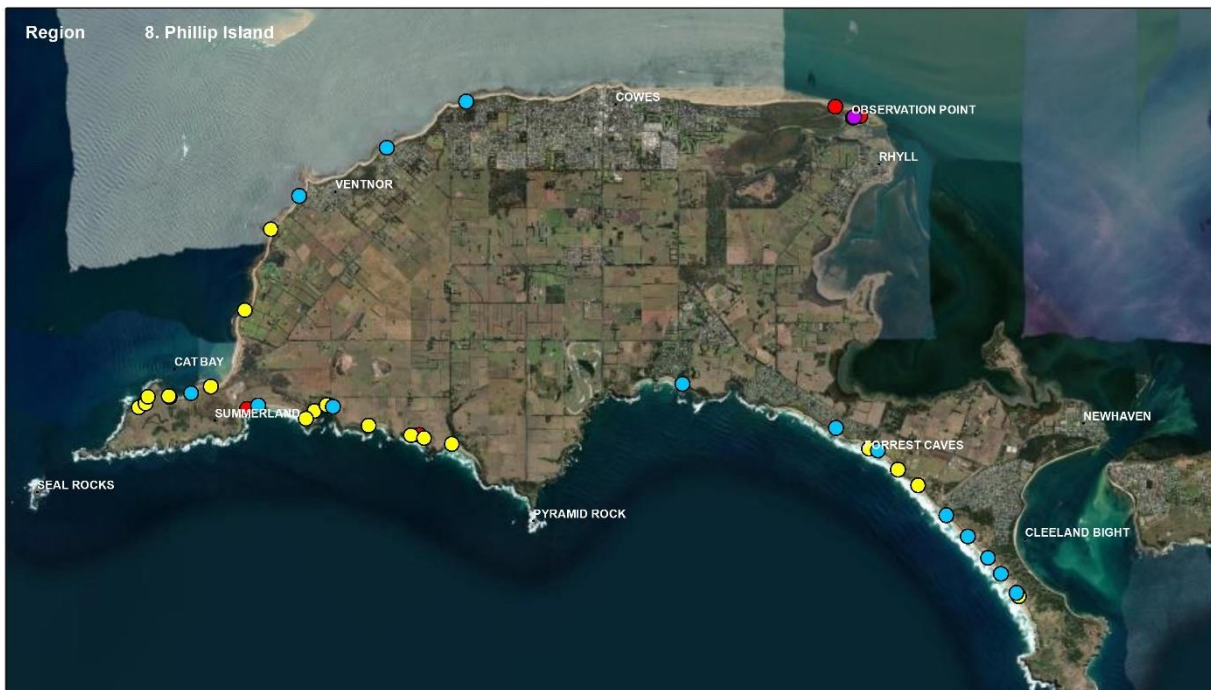 Region 8. Phillip Island
COWES
OBSERVATION POINT
RHYLL
VENTNOR
CAT BAY
SUMMERLAND
NEWHAVEN
FORREST CAVES
SEAL ROCKS
PYRAMID ROCK
CLEELAND BIGHT